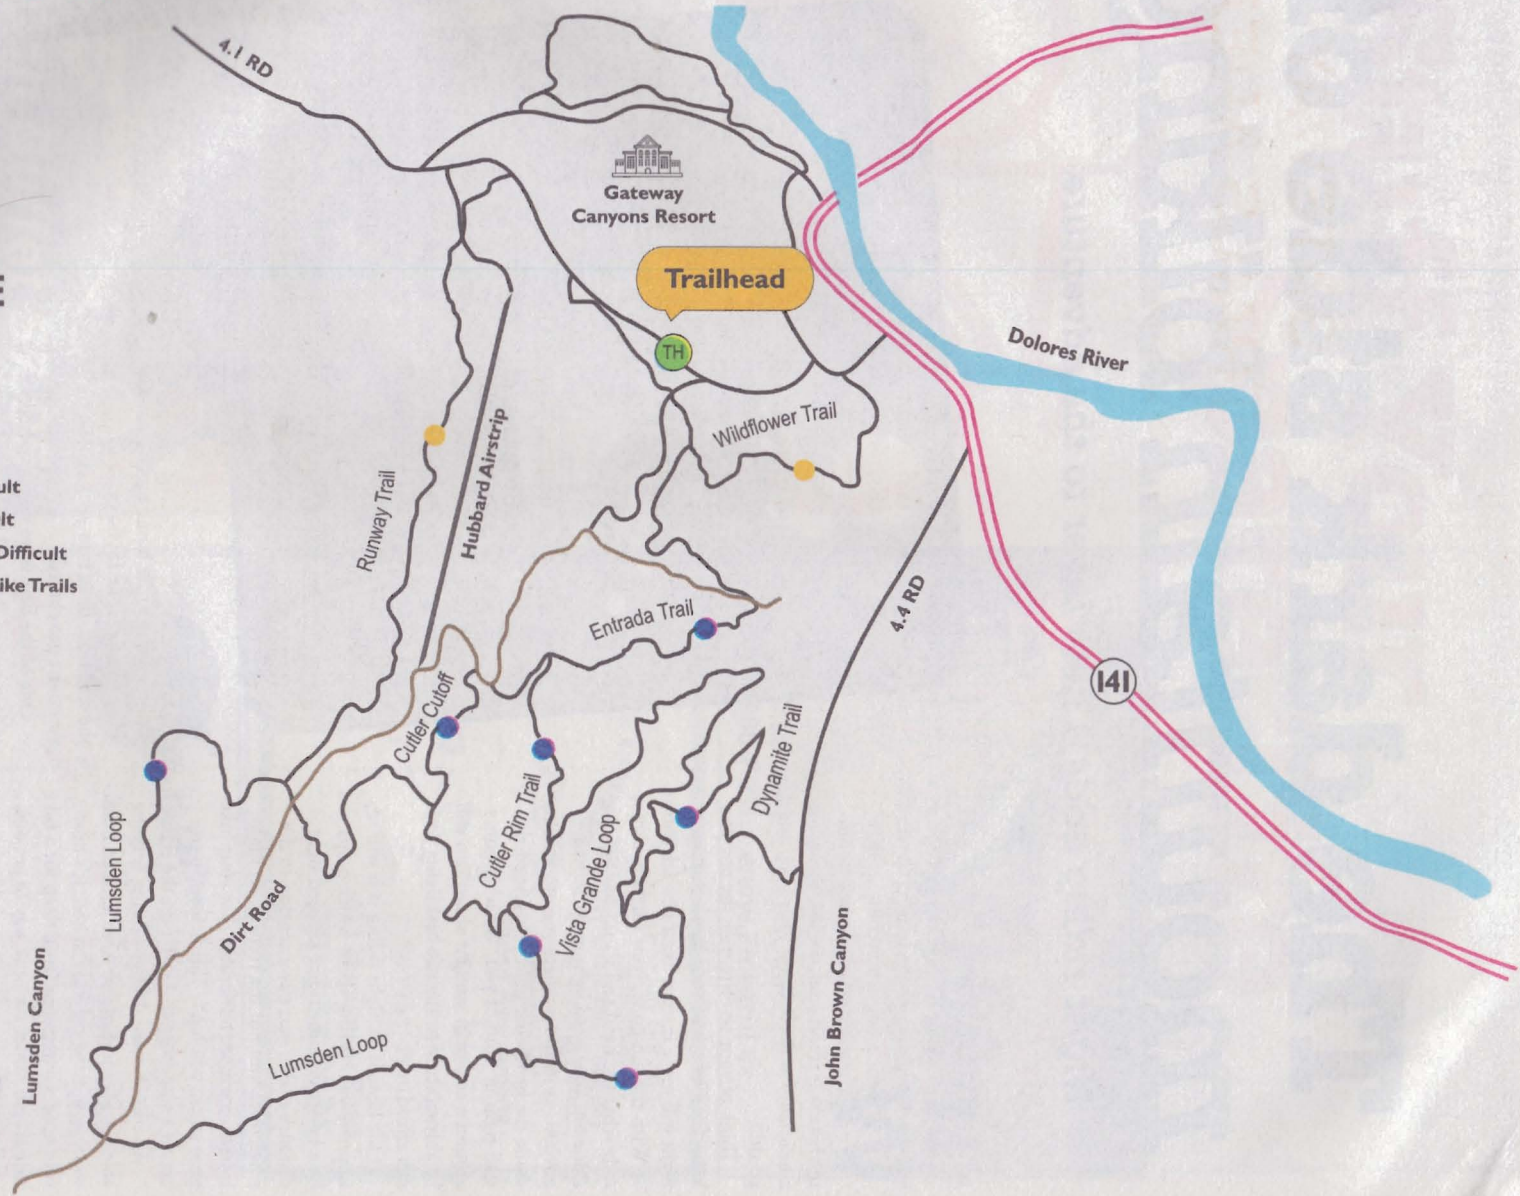 4.1 RD
Gateway
Canyons Resort
Trailhead
TH
Dolores River
Wildflower Trail
Hubbard Airstrip
Runway Trail
ult
lt
Difficult
ike Trails
4.4 RD
Entrada Trail
141
Cutler Cutoff
Dynamite Trail
Cutler Rim Trail
Vista Grande Loop
Lumsden Loop
Dirt Road
Lumsden Canyon
John Brown Canyon
Lumsden Loop